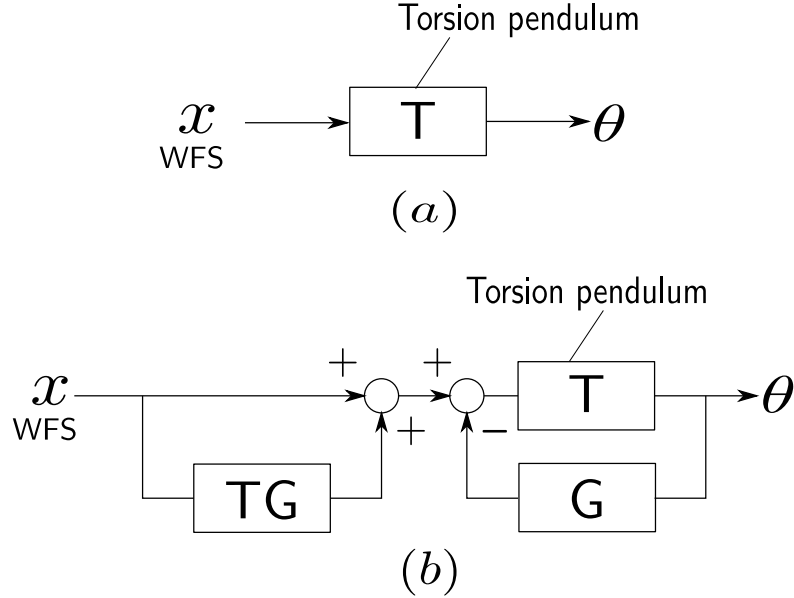 Torsion pendulum
x
T
θ
WFS
(a)
Torsion pendulum
+
+
x
T
θ
WFS
+
−
TG
G
(b)